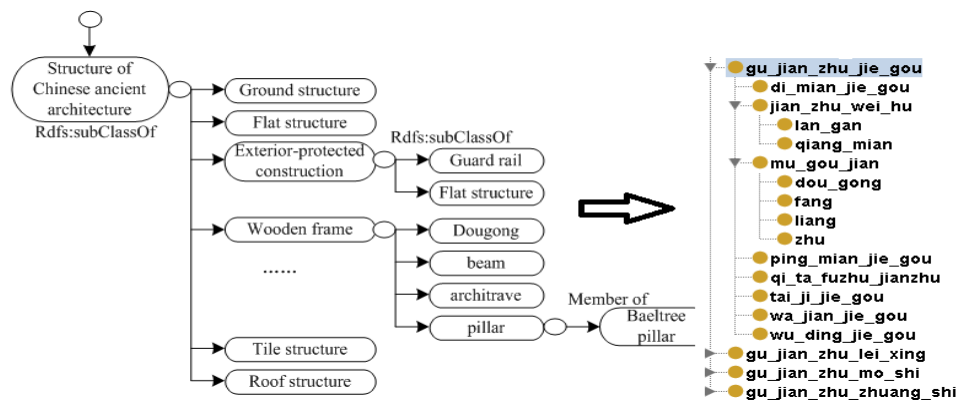 Structure of
Chinese ancient
architecture
Rdfs:subClassOf
Ground structure
Flat structure
Rdfs:subClassOf
Exterior-protected
construction
Guard rail
Flat structure
Wooden frame
Dougong
beam
......
architrave
Member of
pillar
Baeltree
pillar
Tile structure
Roof structure
gu_jian_zhu_jie_gou
di_mian_jie_gou
jian_zhu_wei_hu
lan_gan
qiang_mian
mu_gou_jian
dou_gong
fang
liang
zhu
ping_mian_jie_gou
qi_ta_fuzhu_jianzhu
tai_ji_jie_gou
wa_jian_jie_gou
wu_ding_jie_gou
gu_jian_zhu_lei_xing
gu_jian_zhu_mo_shi
gu_jian_zhu_zhuang_shi